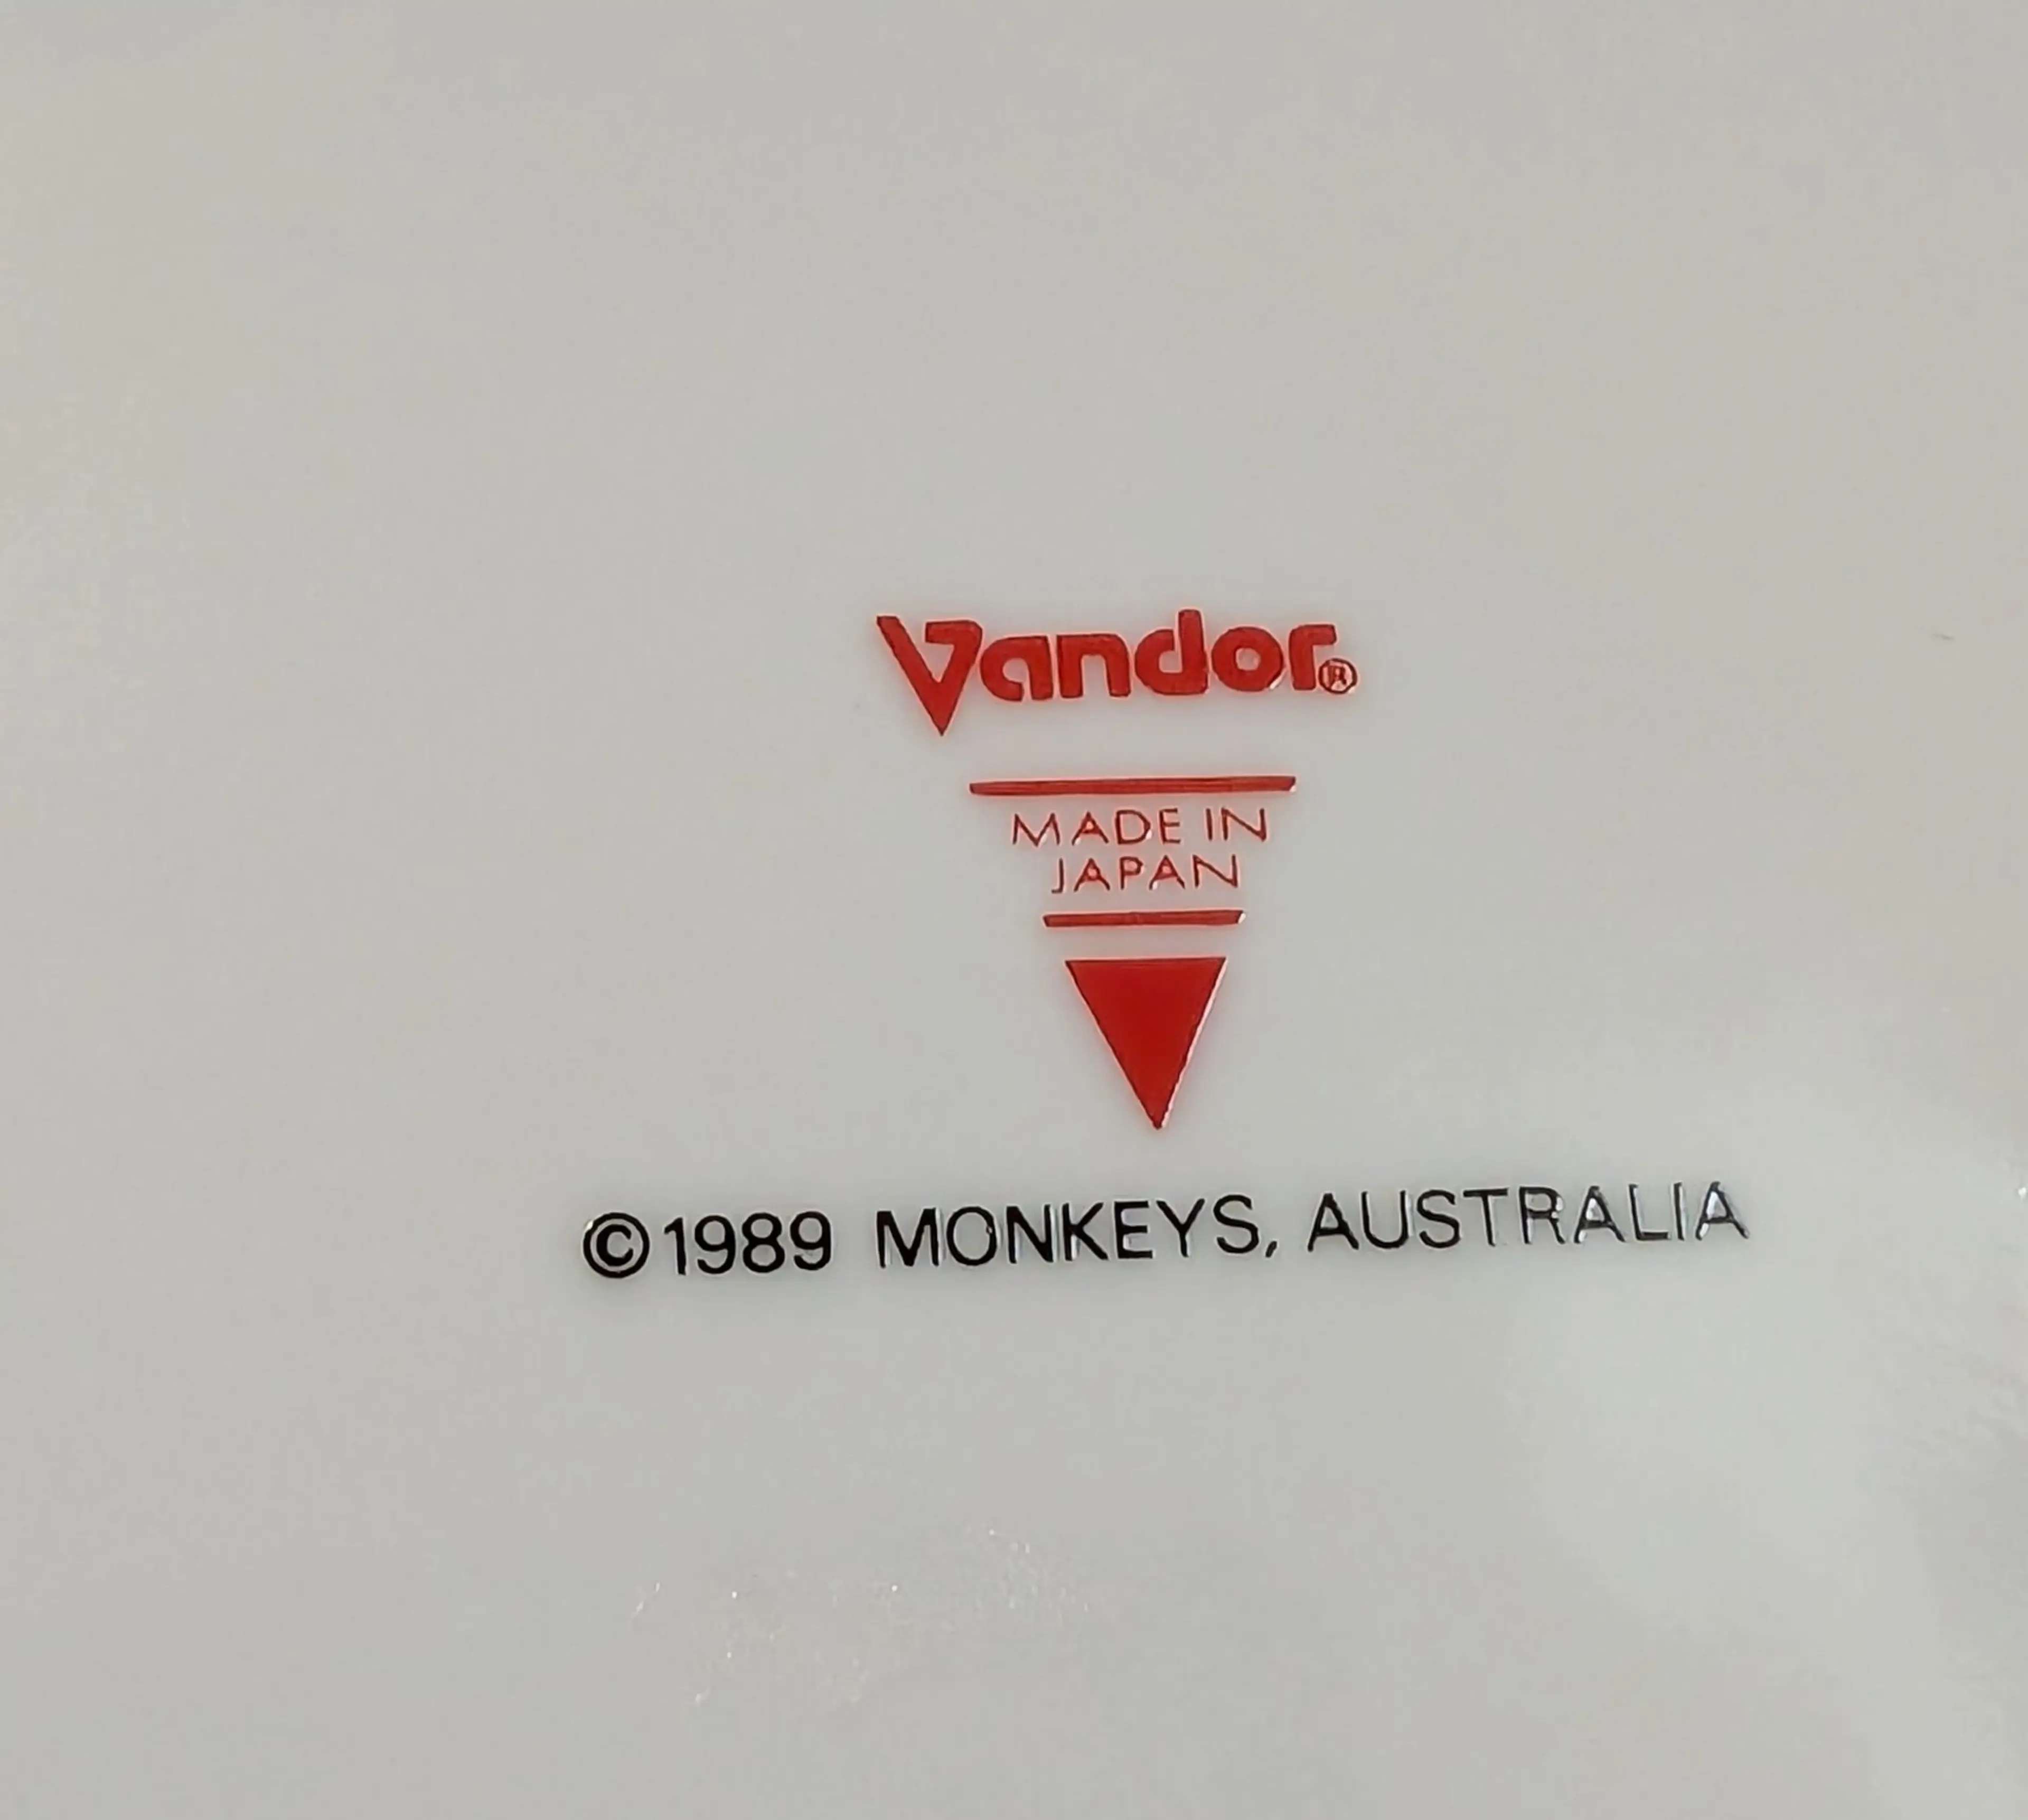 Vandor®
MADE IN
JAPAN
©1989 MONKEYS, AUSTRALIA